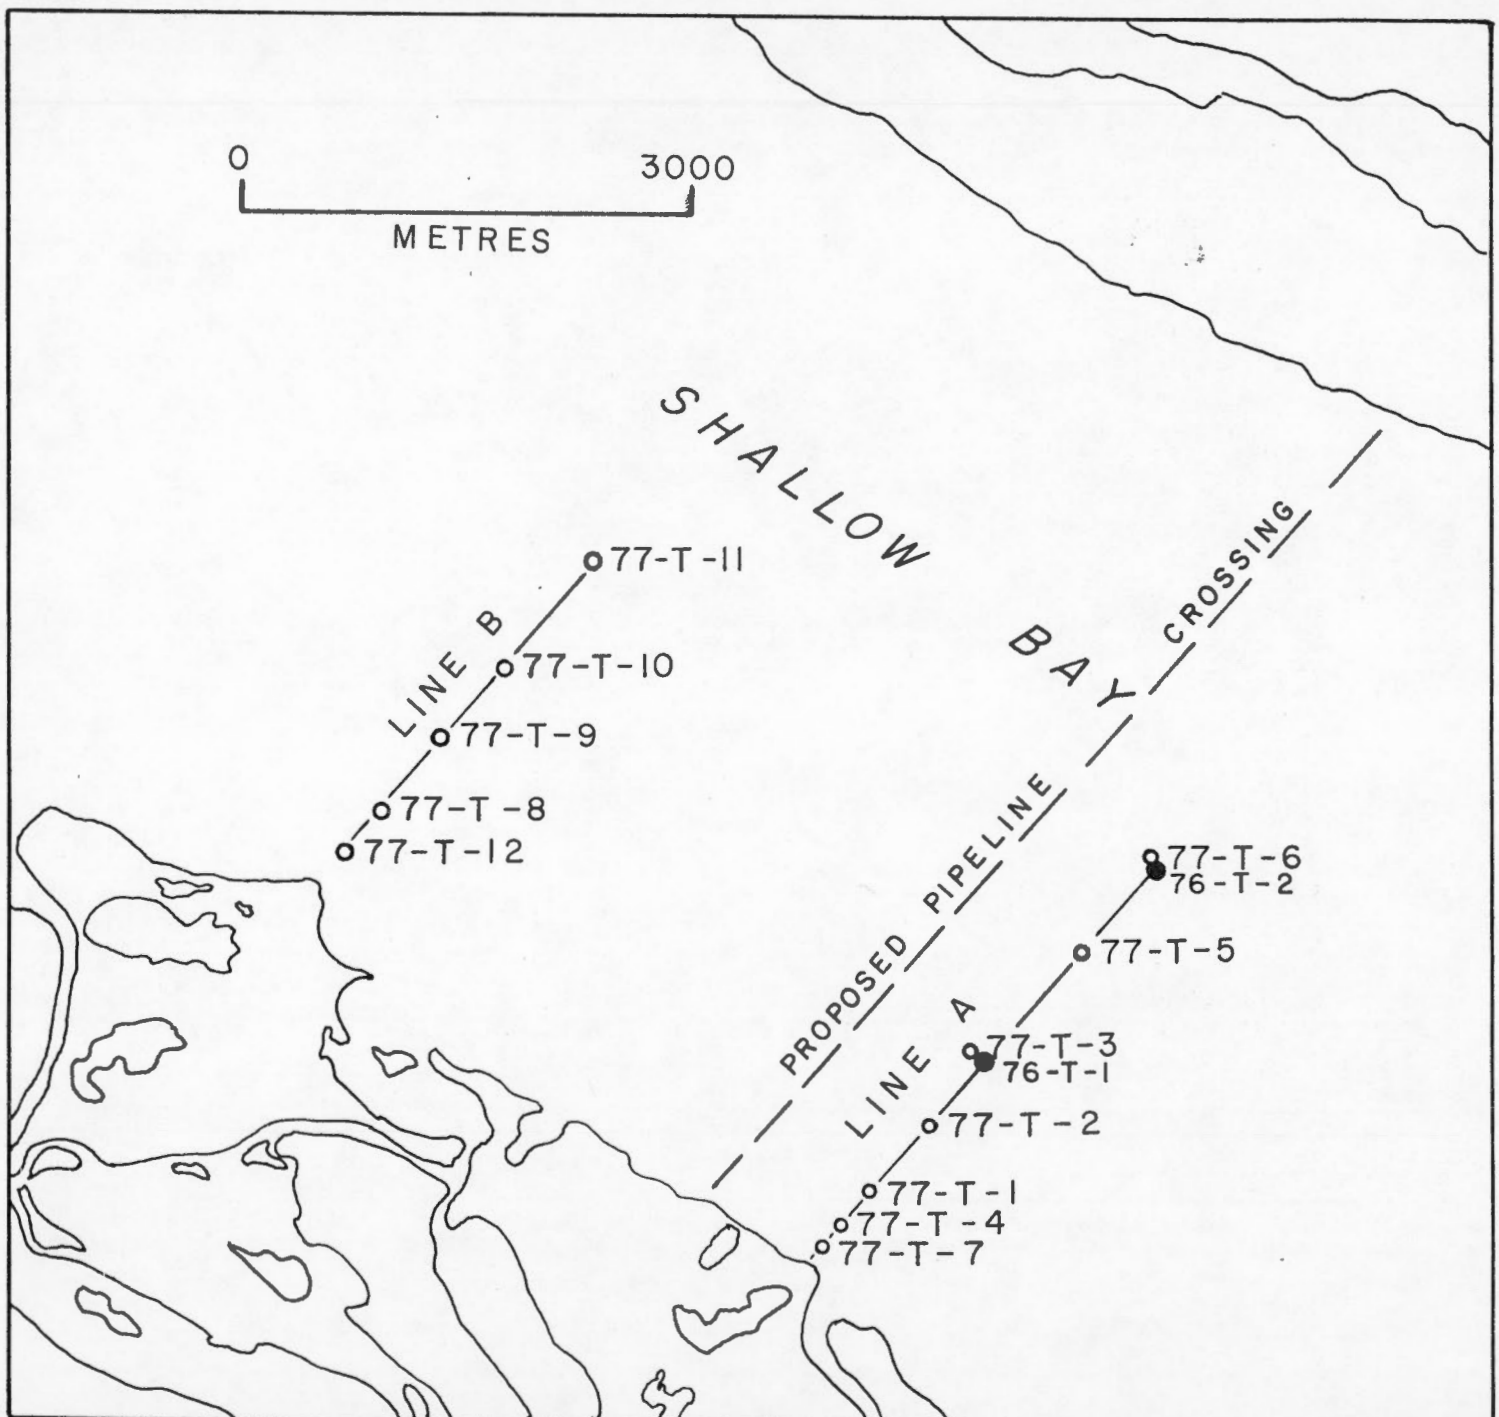 0 3000
METRES
SHALLOW BAY
PROPOSED PIPELINE CROSSING
LINE B
77-T-11
77-T-10
77-T-9
77-T-8
77-T-12
LINE A
77-T-6
76-T-2
77-T-5
77-T-3
76-T-1
77-T-2
77-T-1
77-T-4
77-T-7